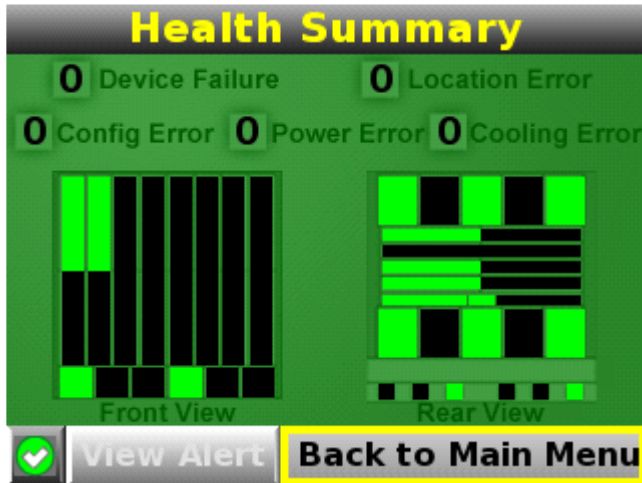 Health Summary
0 Device Failure 0 Location Error
0 Config Error 0 Power Error 0 Cooling Error
Front View Rear View
View Alert Back to Main Menu